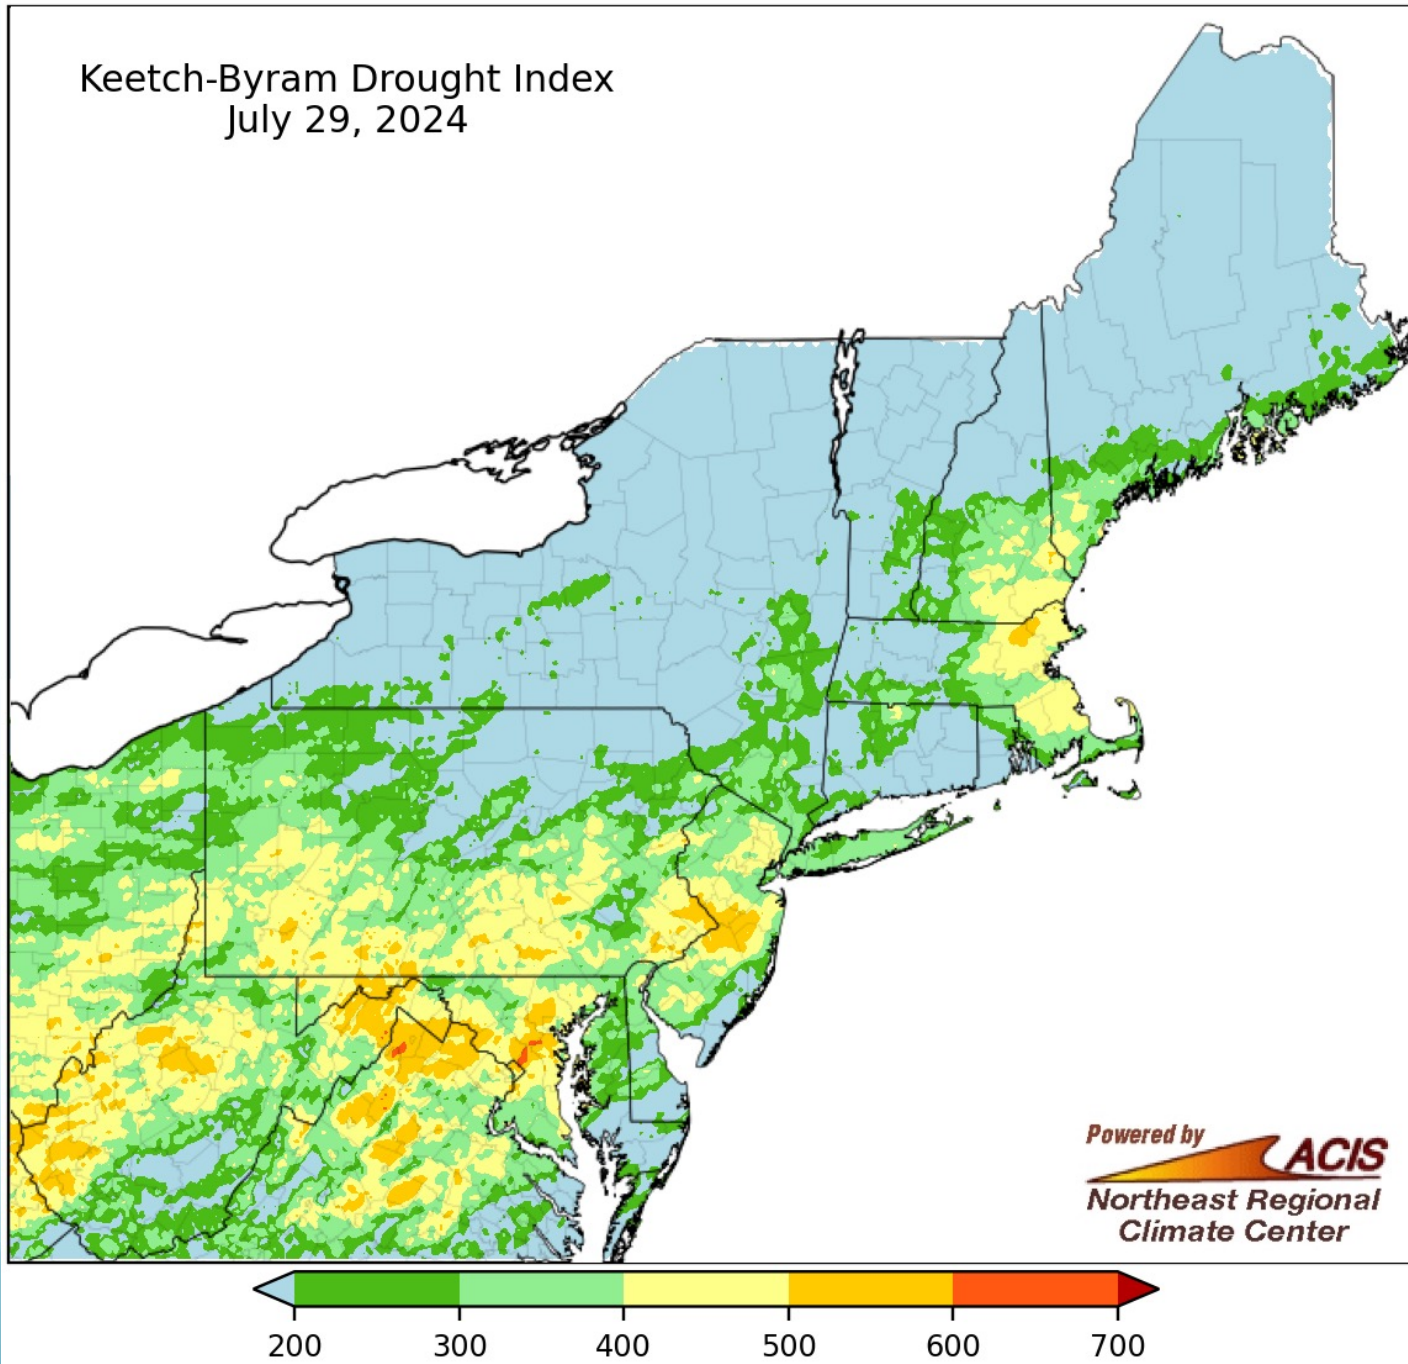 Keetch-Byram Drought Index
July 29, 2024
Powered by
ACIS
Northeast Regional
Climate Center
200 300 400 500 600 700